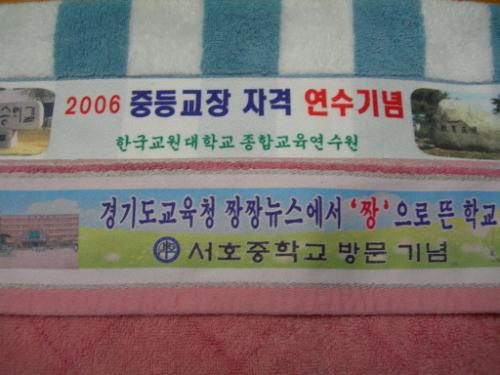 2006 중등교장 자격 연수기념
한국교원대학교 종합교육연수원
경기도교육청 짱짱뉴스에서 '짱'으로 뜬 학교
서호중학교 방문 기념